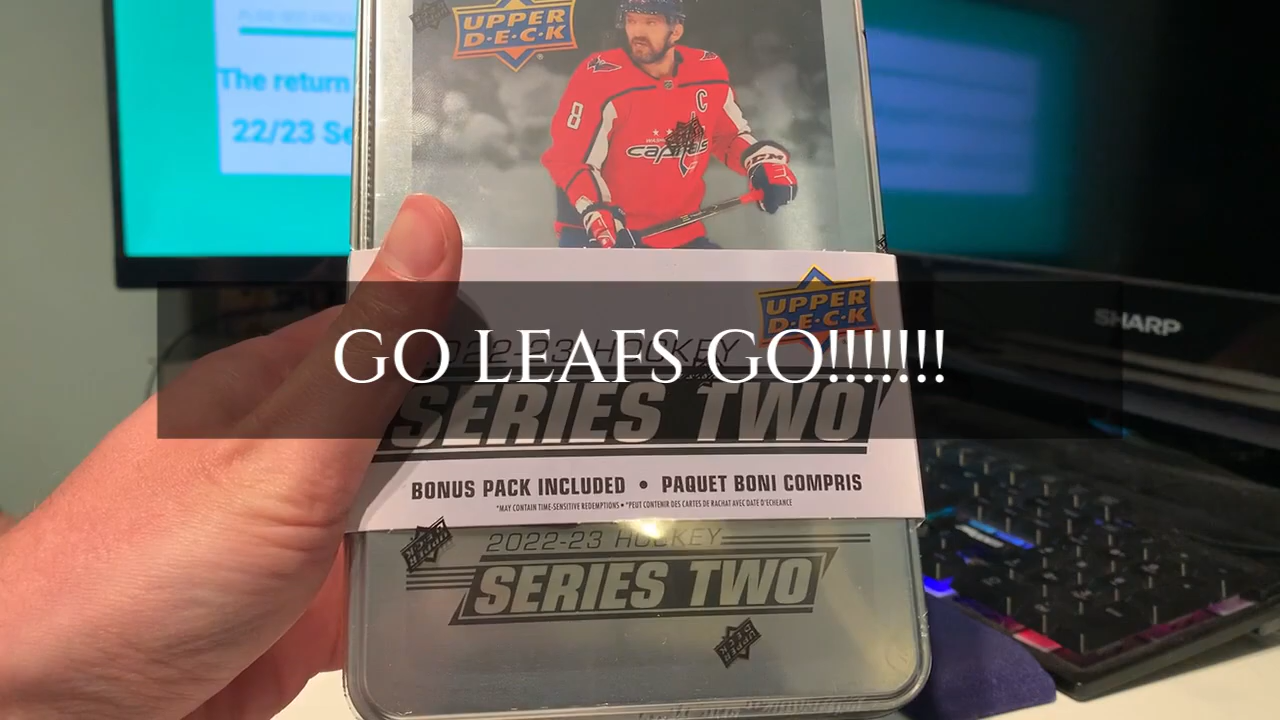 UPPER
D·E·C·K
The return
22/23 Se
8
C
capitals
CCM
UPPER
D·E·C·K
SHARP
2022-23 HOCKEY
GO LEAFS GO!!!!!!!
SERIES TWO
BONUS PACK INCLUDED • PAQUET BONI COMPRIS
*MAY CONTAIN TIME-SENSITIVE REDEMPTIONS • *PEUT CONTENIR DES CARTES DE RACHAT AVEC DATE D'ECHEANCE
2022-23 HOCKEY
SERIES TWO
UPPER
DECK